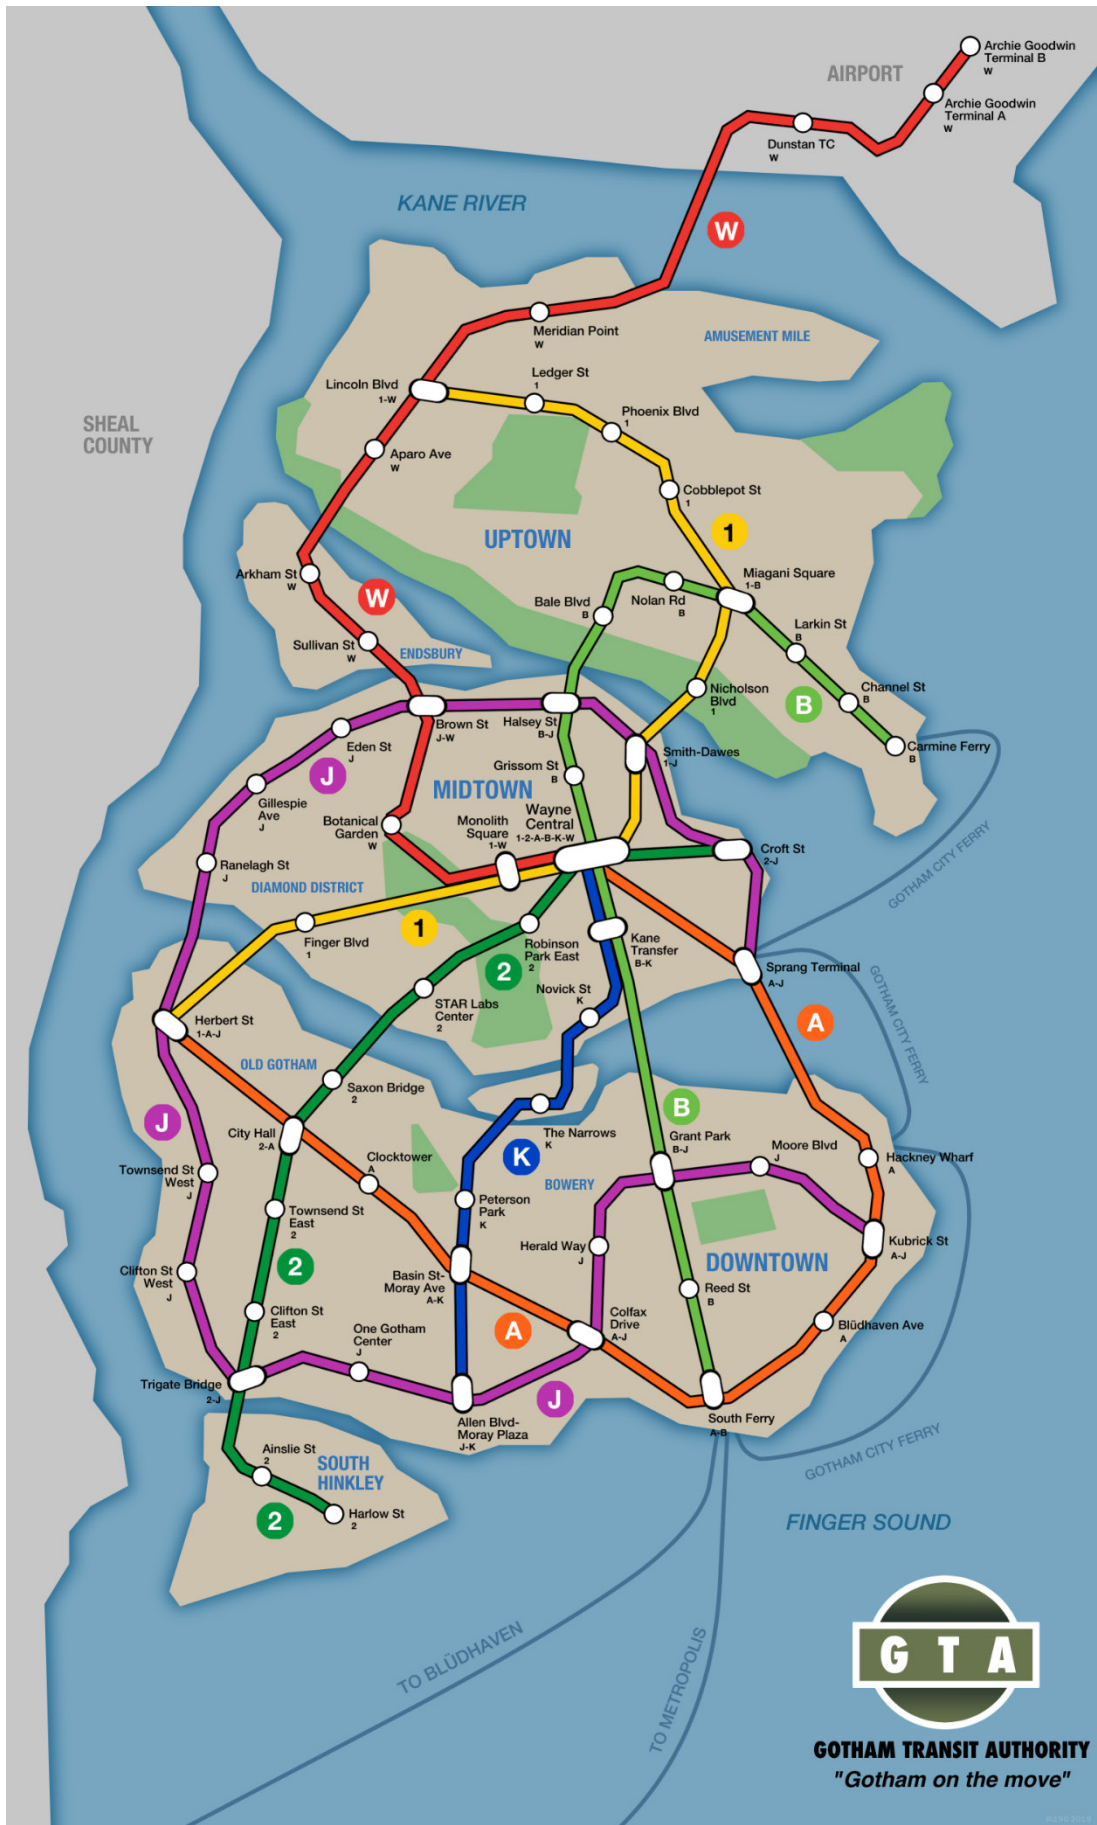 Archie Goodwin
Terminal B
W
AIRPORT
Archie Goodwin
Terminal A
W
Dunstan TC
W
KANE RIVER
W
Meridian Point
W
AMUSEMENT MILE
Lincoln Blvd
1-W
Ledger St
1
Phoenix Blvd
1
SHEAL
COUNTY
Aparo Ave
W
Cobblepot St
1
1
UPTOWN
Arkham St
W
W
Miagani Square
1-B
Nolan Rd
B
Bale Blvd
B
Larkin St
B
Sullivan St
W
ENDSBURY
Nicholson
Blvd
1
B
Channel St
B
Brown St
J-W
Halsey St
B-J
Eden St
J
Smith-Dawes
1-J
Carmine Ferry
B
J
Grissom St
B
MIDTOWN
Gillespie
Ave
J
Botanical
Garden
W
Monolith
Square
1-W
Wayne
Central
1-2-A-B-K-W
Croft St
2-J
GOTHAM CITY FERRY
Ranelagh St
J
DIAMOND DISTRICT
1
Finger Blvd
1
Robinson
Park East
2
Kane
Transfer
B-K
2
Sprang Terminal
A-J
GOTHAM CITY FERRY
STAR Labs
Center
2
Novick St
K
Herbert St
1-A-J
A
OLD GOTHAM
Saxon Bridge
2
B
J
City Hall
2-A
The Narrows
K
Grant Park
B-J
Moore Blvd
J
K
Clocktower
A
Hackney Wharf
A
Townsend St
West
J
BOWERY
Peterson
Park
K
Townsend St
East
2
Herald Way
J
DOWNTOWN
Kubrick St
A-J
Clifton St
West
J
2
Basin St-
Moray Ave
A-K
Reed St
B
Clifton St
East
2
A
Colfax
Drive
A-J
Blüdhaven Ave
A
One Gotham
Center
J
Trigate Bridge
2-J
J
Allen Blvd-
Moray Plaza
J-K
South Ferry
A-B
GOTHAM CITY FERRY
Ainslie St
2
SOUTH
HINKLEY
Harlow St
2
2
FINGER SOUND
TO BLÜDHAVEN
TO METROPOLIS
GTA
GOTHAM TRANSIT AUTHORITY
"Gotham on the move"